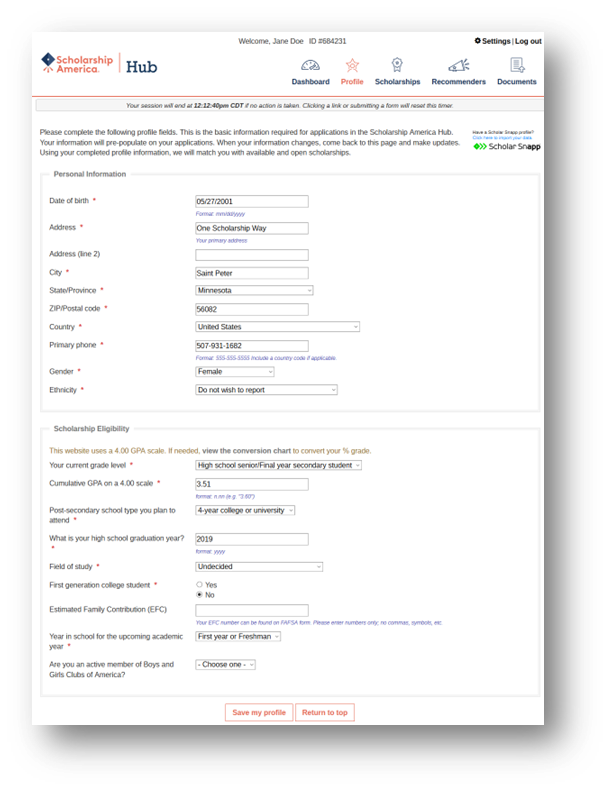 Welcome, Jane Doe ID #684231
Settings | Log out
Scholarship America. Hub
Dashboard Profile Scholarships Recommenders Documents
Your session will end at 12:12:40pm CDT if no action is taken. Clicking a link or submitting a form will reset this timer.
Please complete the following profile fields. This is the basic information required for applications in the Scholarship America Hub.
Your information will pre-populate on your applications. When your information changes, come back to this page and make updates.
Using your completed profile information, we will match you with available and open scholarships.
Have a Scholar Snapp profile?
Click here to import your data.
Scholar Snapp
Personal Information
Date of birth * 05/27/2001
Format: mm/dd/yyyy
Address * One Scholarship Way
Your primary address
Address (line 2)
City * Saint Peter
State/Province * Minnesota
ZIP/Postal code * 56082
Country * United States
Primary phone * 507-931-1682
Format: 555-555-5555 Include a country code if applicable.
Gender * Female
Ethnicity * Do not wish to report
Scholarship Eligibility
This website uses a 4.00 GPA scale. If needed, view the conversion chart to convert your % grade.
Your current grade level * High school senior/Final year secondary student
Cumulative GPA on a 4.00 scale * 3.51
format: n.nn (e.g. "3.60")
Post-secondary school type you plan to attend * 4-year college or university
What is your high school graduation year? * 2019
format: yyyy
Field of study * Undecided
First generation college student * Yes
No
Estimated Family Contribution (EFC)
Your EFC number can be found on FAFSA form. Please enter numbers only; no commas, symbols, etc.
Year in school for the upcoming academic year * First year or Freshman
Are you an active member of Boys and Girls Clubs of America? - Choose one -
Save my profile Return to top